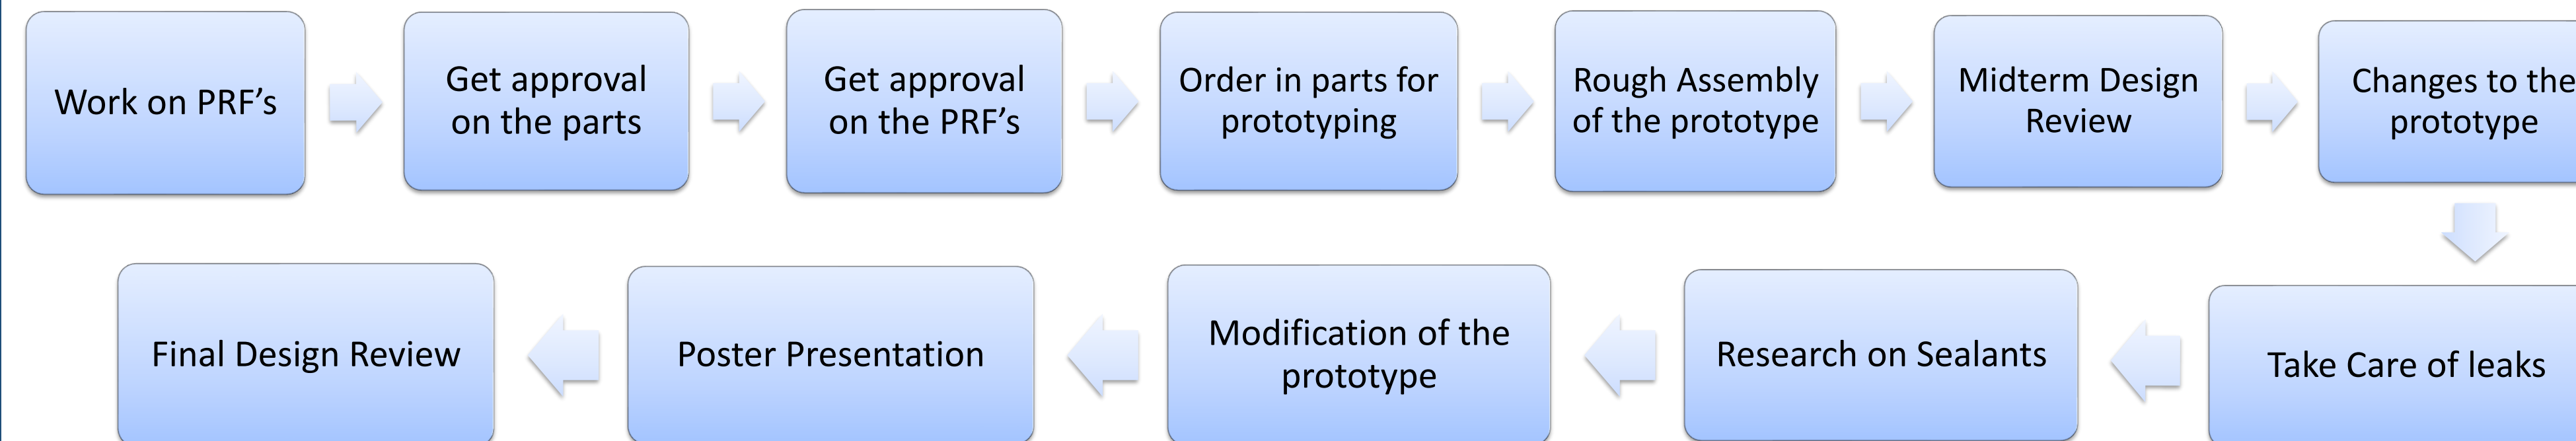 Work on PRF’s
Get approval
on the parts
Get approval
on the PRF’s
Order in parts for
prototyping
Rough Assembly
of the prototype
Midterm Design
Review
Changes to the
prototype
Take Care of leaks
Research on Sealants
Modification of the
prototype
Poster Presentation
Final Design Review